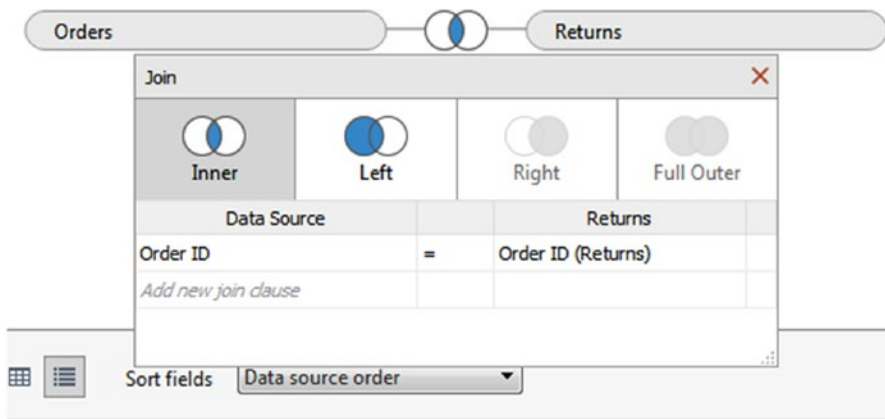 Orders Returns
Join
Inner Left Right Full Outer
Data Source Returns
Order ID = Order ID (Returns)
Add new join clause
Sort fields Data source order